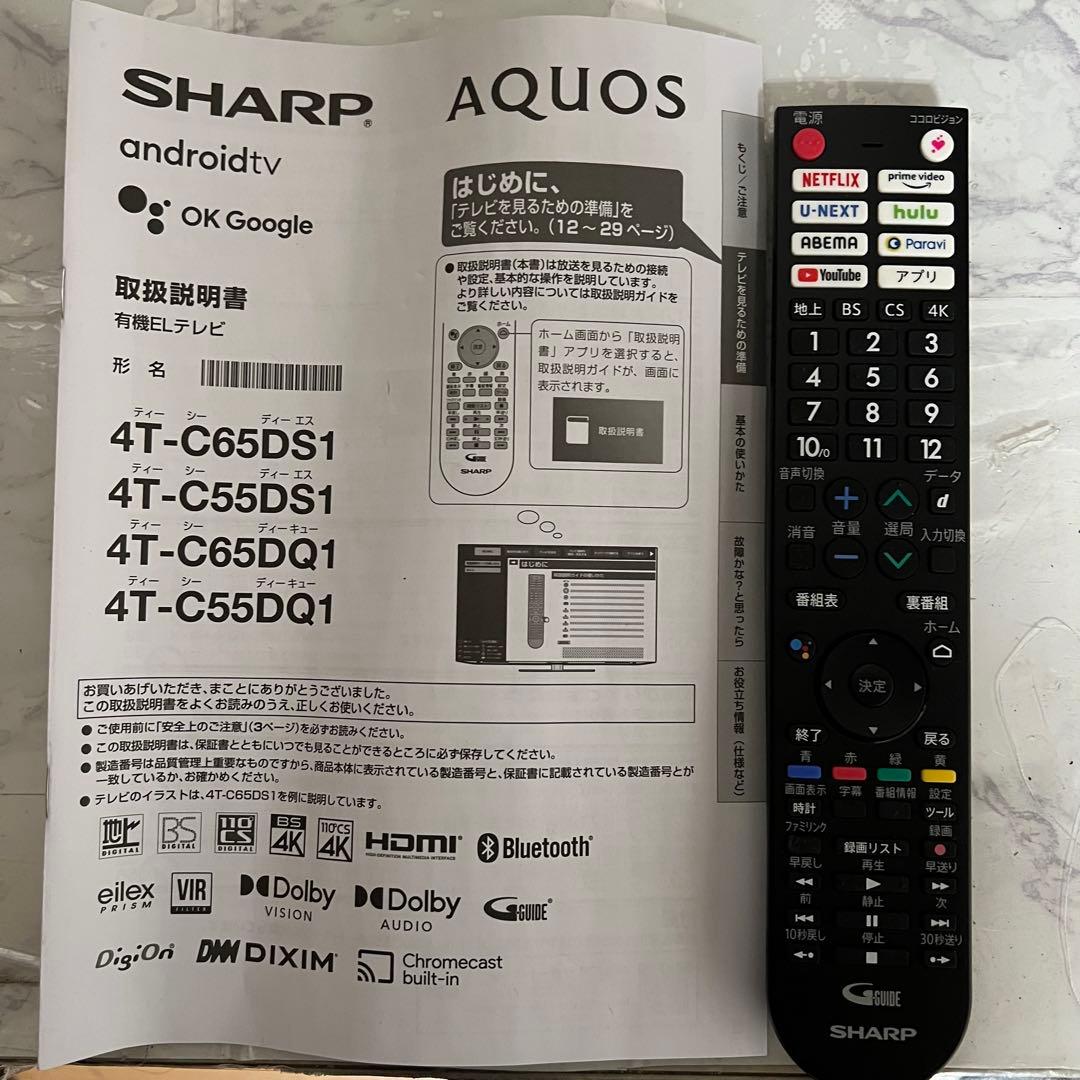 SHARP®
AQUOS
androidtv
OK Google
取扱説明書
有機ELテレビ
形 名
ティー シー ディー エス
4T-C65DS1
ティー シー ディー エス
4T-C55DS1
ティー シー ディー キュー
4T-C65DQ1
ティー シー ディー キュー
4T-C55DQ1
はじめに、
「テレビを見るための準備」を
ご覧ください。(12〜29ページ)
● 取扱説明書(本書)は放送を見るための接続
や設定、基本的な操作を説明しています。
より詳しい内容については取扱説明ガイドを
ご覧ください。
ホーム
決定
G-GUIDE
SHARP
ホーム画面から「取扱説明
書」アプリを選択すると、
取扱説明ガイドが、画面に
表示されます。
取扱説明書
はじめに
もくじ/ご注意
テレビを見るための準備
基本の使いかた
故障かな?と思ったら
お役立ち情報(仕様など)
お買いあげいただき、まことにありがとうございました。
この取扱説明書をよくお読みのうえ、正しくお使いください。
● ご使用前に「安全上のご注意」(3ページ)を必ずお読みください。
● この取扱説明書は、保証書とともにいつでも見ることができるところに必ず保存してください。
● 製造番号は品質管理上重要なものですから、商品本体に表示されている製造番号と、保証書に記載されている製造番号とが
一致しているか、お確かめください。
● テレビのイラストは、4T-C65DS1を例に説明しています。
地上 DIGITAL
BS DIGITAL
110°CS DIGITAL
BS 4K
110°CS 4K
HDMI®
HIGH-DEFINITION MULTIMEDIA INTERFACE
Bluetooth®
eilex PRISM
VIR FILTER
Dolby VISION
Dolby AUDIO
G-GUIDE®
DigiOn®
DIXIM®
Chromecast
built-in
電源 ココロビジョン
NETFLIX prime video
U-NEXT hulu
ABEMA Paravi
YouTube アプリ
地上 BS CS 4K
1 2 3
4 5 6
7 8 9
10/0 11 12
音声切換 データ
＋ d
消音 音量 選局 入力切換
－
番組表 裏番組
ホーム
決定
終了 戻る
青 赤 緑 黄
画面表示 字幕 番組情報 設定
時計 ツール
ファミリンク 録画
録画リスト
早戻し 再生 早送り
前 静止 次
10秒戻し 停止 30秒送り
G-GUIDE
SHARP